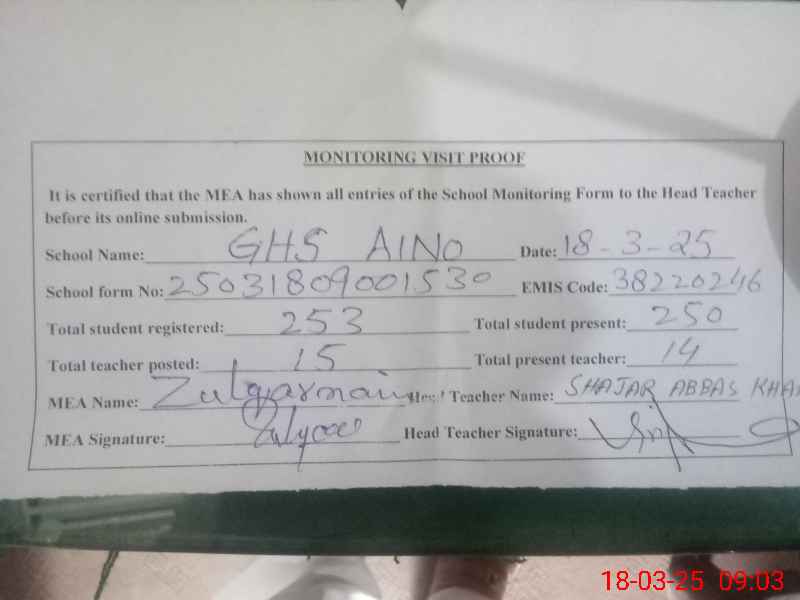 MONITORING VISIT PROOF
It is certified that the MEA has shown all entries of the School Monitoring Form to the Head Teacher
before its online submission.
School Name: GHS AINO Date: 18-3-25
School form No: 25031809001530 EMIS Code: 38220246
Total student registered: 253 Total student present: 250
Total teacher posted: 15 Total present teacher: 14
MEA Name: Zulqarnain Head Teacher Name: SHAJAR ABBAS KHAN
MEA Signature: Head Teacher Signature:
18-03-25 09:03